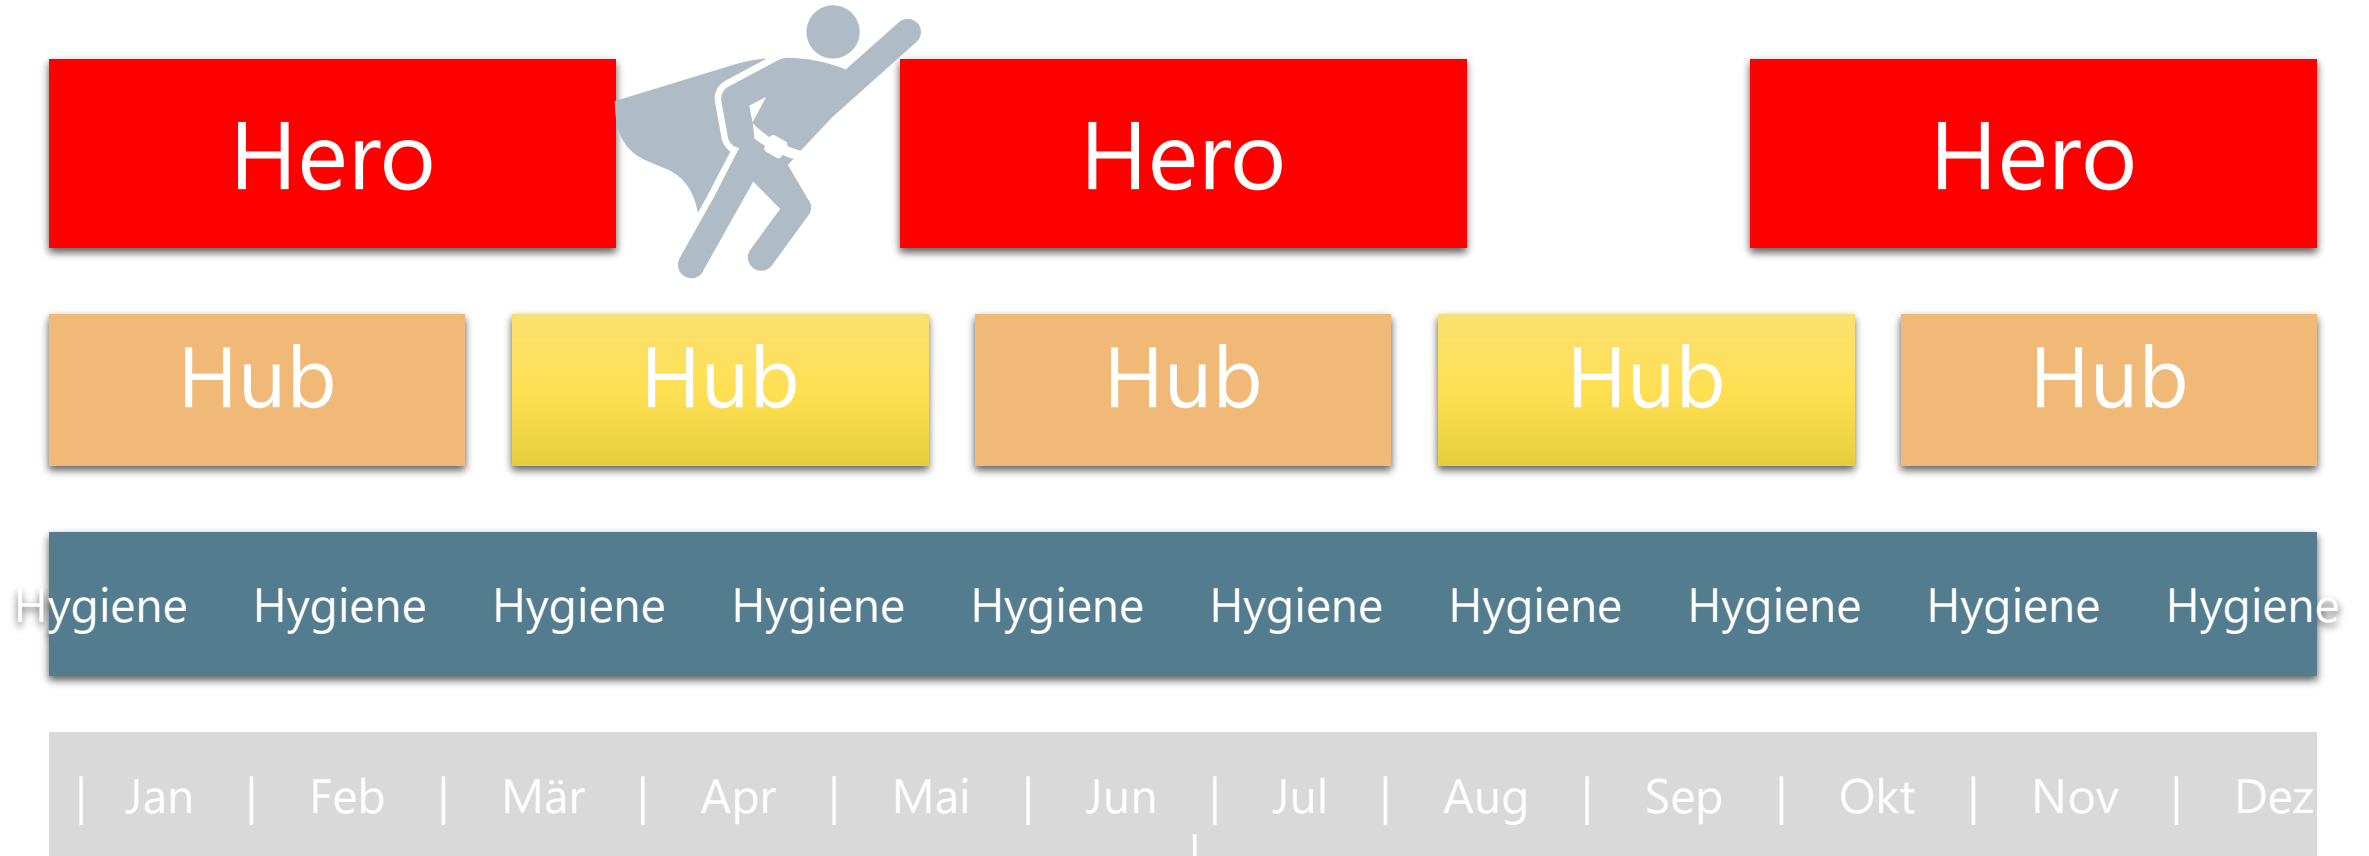 Hero Hero Hero
Hub Hub Hub Hub Hub
Hygiene Hygiene Hygiene Hygiene Hygiene Hygiene Hygiene Hygiene Hygiene Hygiene
| Jan | Feb | Mär | Apr | Mai | Jun | Jul | Aug | Sep | Okt | Nov | Dez
|